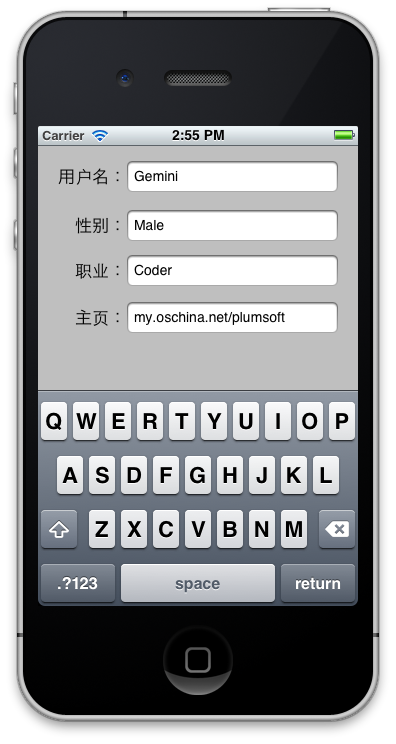 Carrier 2:55 PM
用户名： Gemini
性别： Male
职业： Coder
主页： my.oschina.net/plumsoft
Q W E R T Y U I O P
A S D F G H J K L
Z X C V B N M
.?123 space return